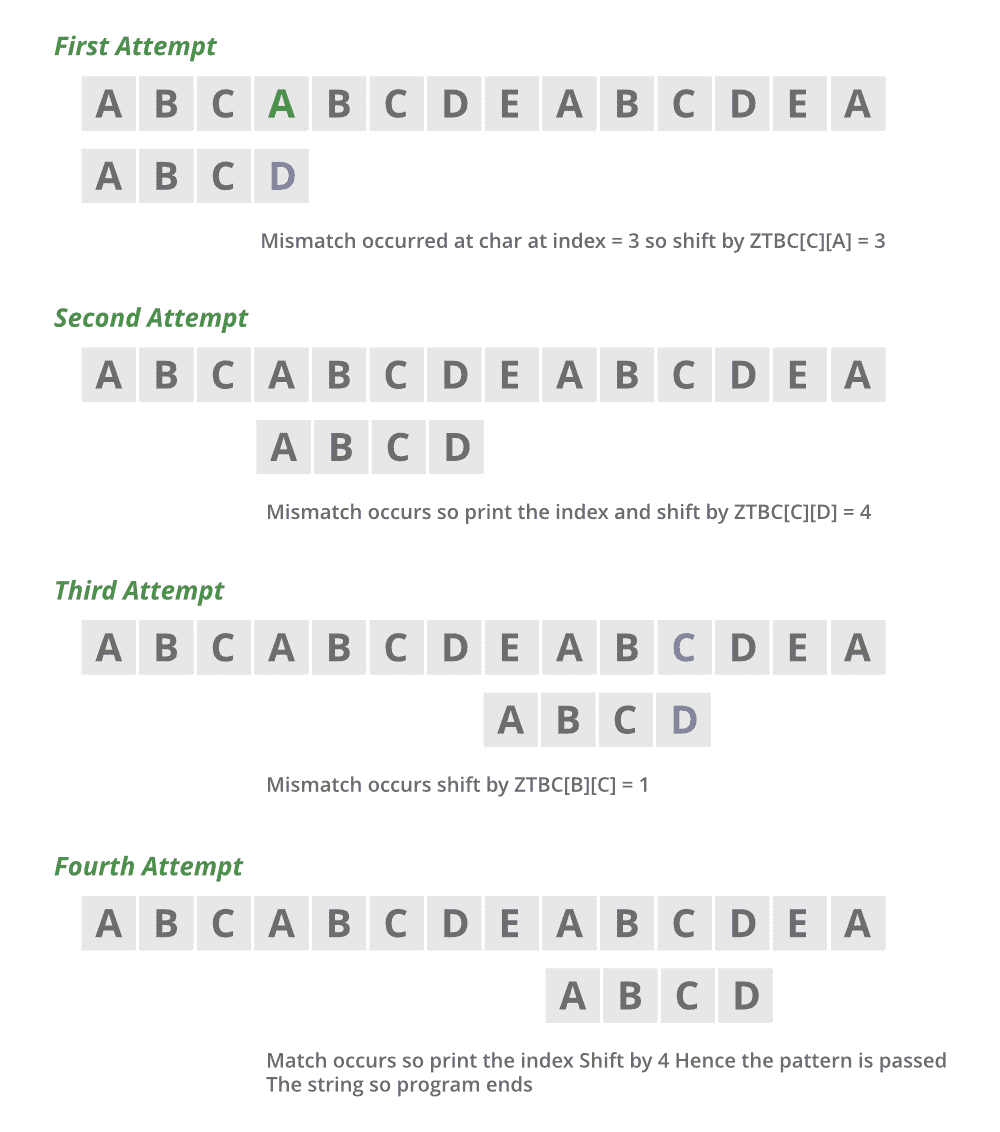 First Attempt
A B C A B C D E A B C D E A
A B C D
Mismatch occurred at char at index = 3 so shift by ZTBC[C][A] = 3
Second Attempt
A B C A B C D E A B C D E A
A B C D
Mismatch occurs so print the index and shift by ZTBC[C][D] = 4
Third Attempt
A B C A B C D E A B C D E A
A B C D
Mismatch occurs shift by ZTBC[B][C] = 1
Fourth Attempt
A B C A B C D E A B C D E A
A B C D
Match occurs so print the index Shift by 4 Hence the pattern is passed
The string so program ends